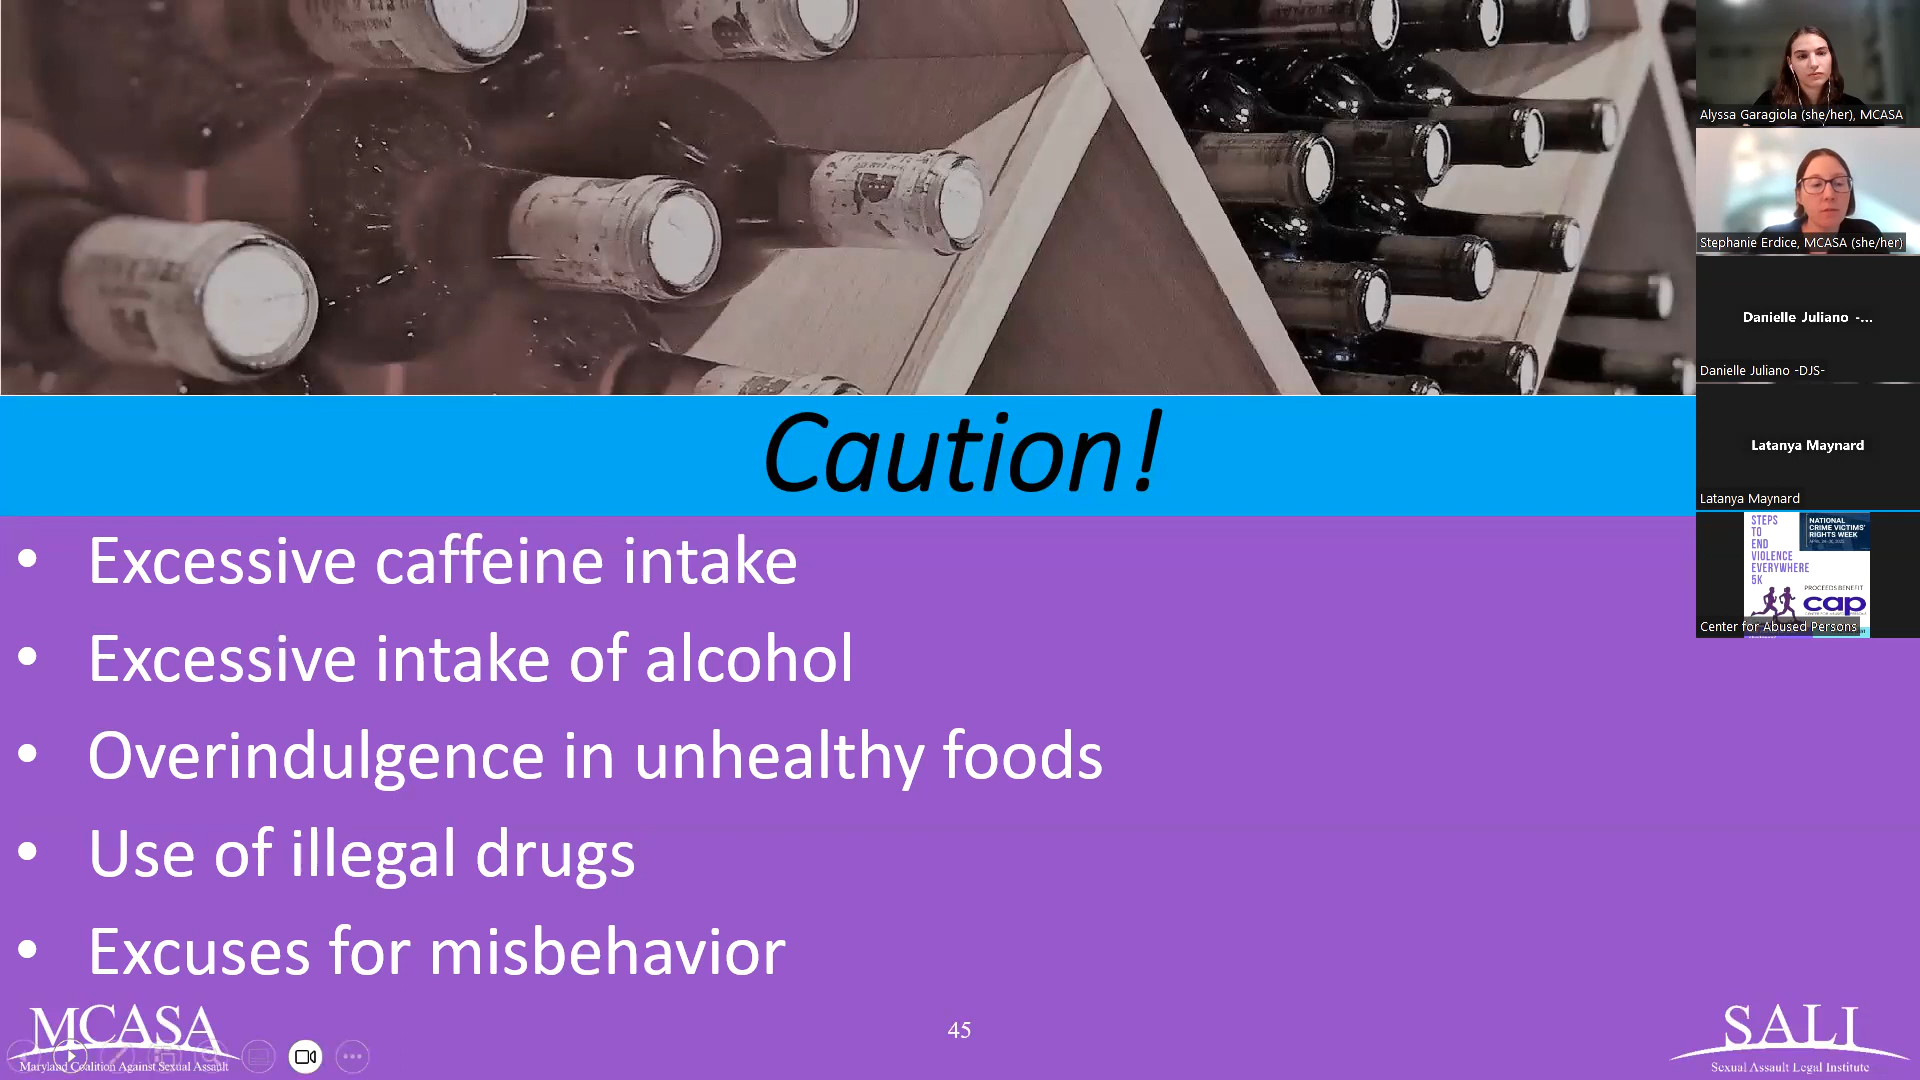 Caution!
• Excessive caffeine intake
• Excessive intake of alcohol
• Overindulgence in unhealthy foods
• Use of illegal drugs
• Excuses for misbehavior
MCASA
Maryland Coalition Against Sexual Assault
45
SALI
Sexual Assault Legal Institute
Alyssa Garagiola (she/her), MCASA
Stephanie Erdice, MCASA (she/her)
Danielle Juliano -...
Danielle Juliano -DJS-
Latanya Maynard
Latanya Maynard
STEPS
TO
END
VIOLENCE
EVERYWHERE
5K
NATIONAL
CRIME VICTIMS'
RIGHTS WEEK
PROCEEDS BENEFIT
cap
Center for Abused Persons